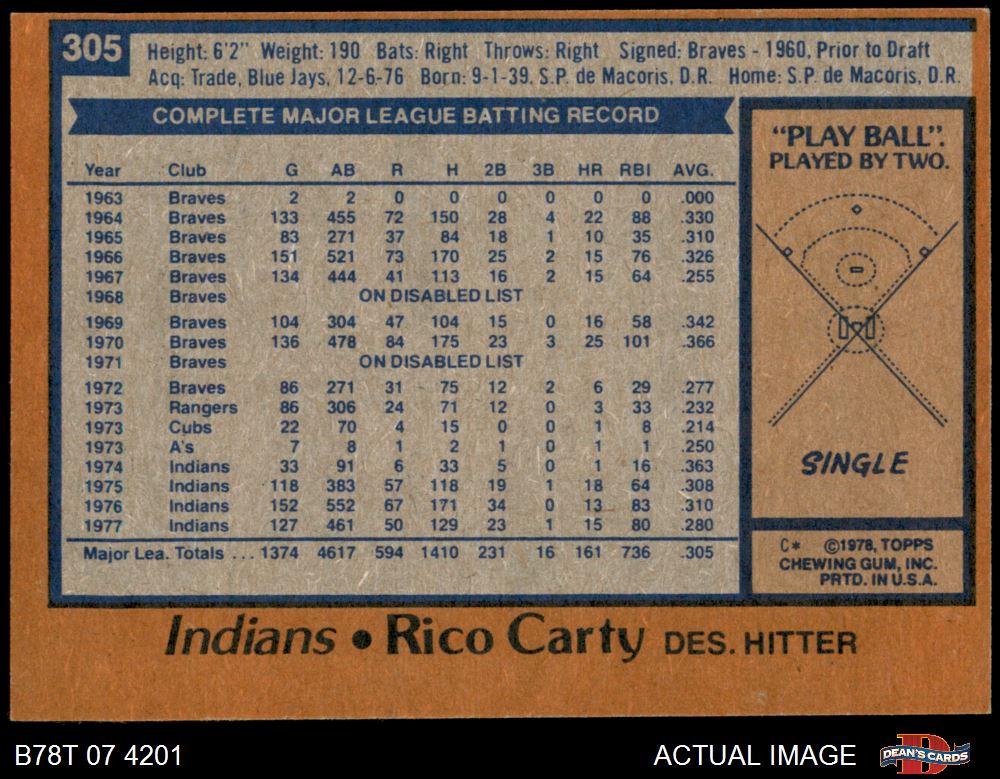 305
Height: 6'2" Weight: 190 Bats: Right Throws: Right Signed: Braves - 1960, Prior to Draft
Acq: Trade, Blue Jays, 12-6-76 Born: 9-1-39, S.P. de Macoris, D.R. Home: S.P. de Macoris, D.R.
COMPLETE MAJOR LEAGUE BATTING RECORD
Year Club G AB R H 2B 3B HR RBI AVG.
1963 Braves 2 2 0 0 0 0 0 0 .000
1964 Braves 133 455 72 150 28 4 22 88 .330
1965 Braves 83 271 37 84 18 1 10 35 .310
1966 Braves 151 521 73 170 25 2 15 76 .326
1967 Braves 134 444 41 113 16 2 15 64 .255
1968 Braves ON DISABLED LIST
1969 Braves 104 304 47 104 15 0 16 58 .342
1970 Braves 136 478 84 175 23 3 25 101 .366
1971 Braves ON DISABLED LIST
1972 Braves 86 271 31 75 12 2 6 29 .277
1973 Rangers 86 306 24 71 12 0 3 33 .232
1973 Cubs 22 70 4 15 0 0 1 8 .214
1973 A's 7 8 1 2 1 0 1 1 .250
1974 Indians 33 91 6 33 5 0 1 16 .363
1975 Indians 118 383 57 118 19 1 18 64 .308
1976 Indians 152 552 67 171 34 0 13 83 .310
1977 Indians 127 461 50 129 23 1 15 80 .280
Major Lea. Totals ... 1374 4617 594 1410 231 16 161 736 .305
"PLAY BALL".
PLAYED BY TWO.
SINGLE
C* ©1978, TOPPS
CHEWING GUM, INC.
PRTD. IN U.S.A.
Indians • Rico Carty DES. HITTER
B78T 07 4201
ACTUAL IMAGE
DEAN'S CARDS